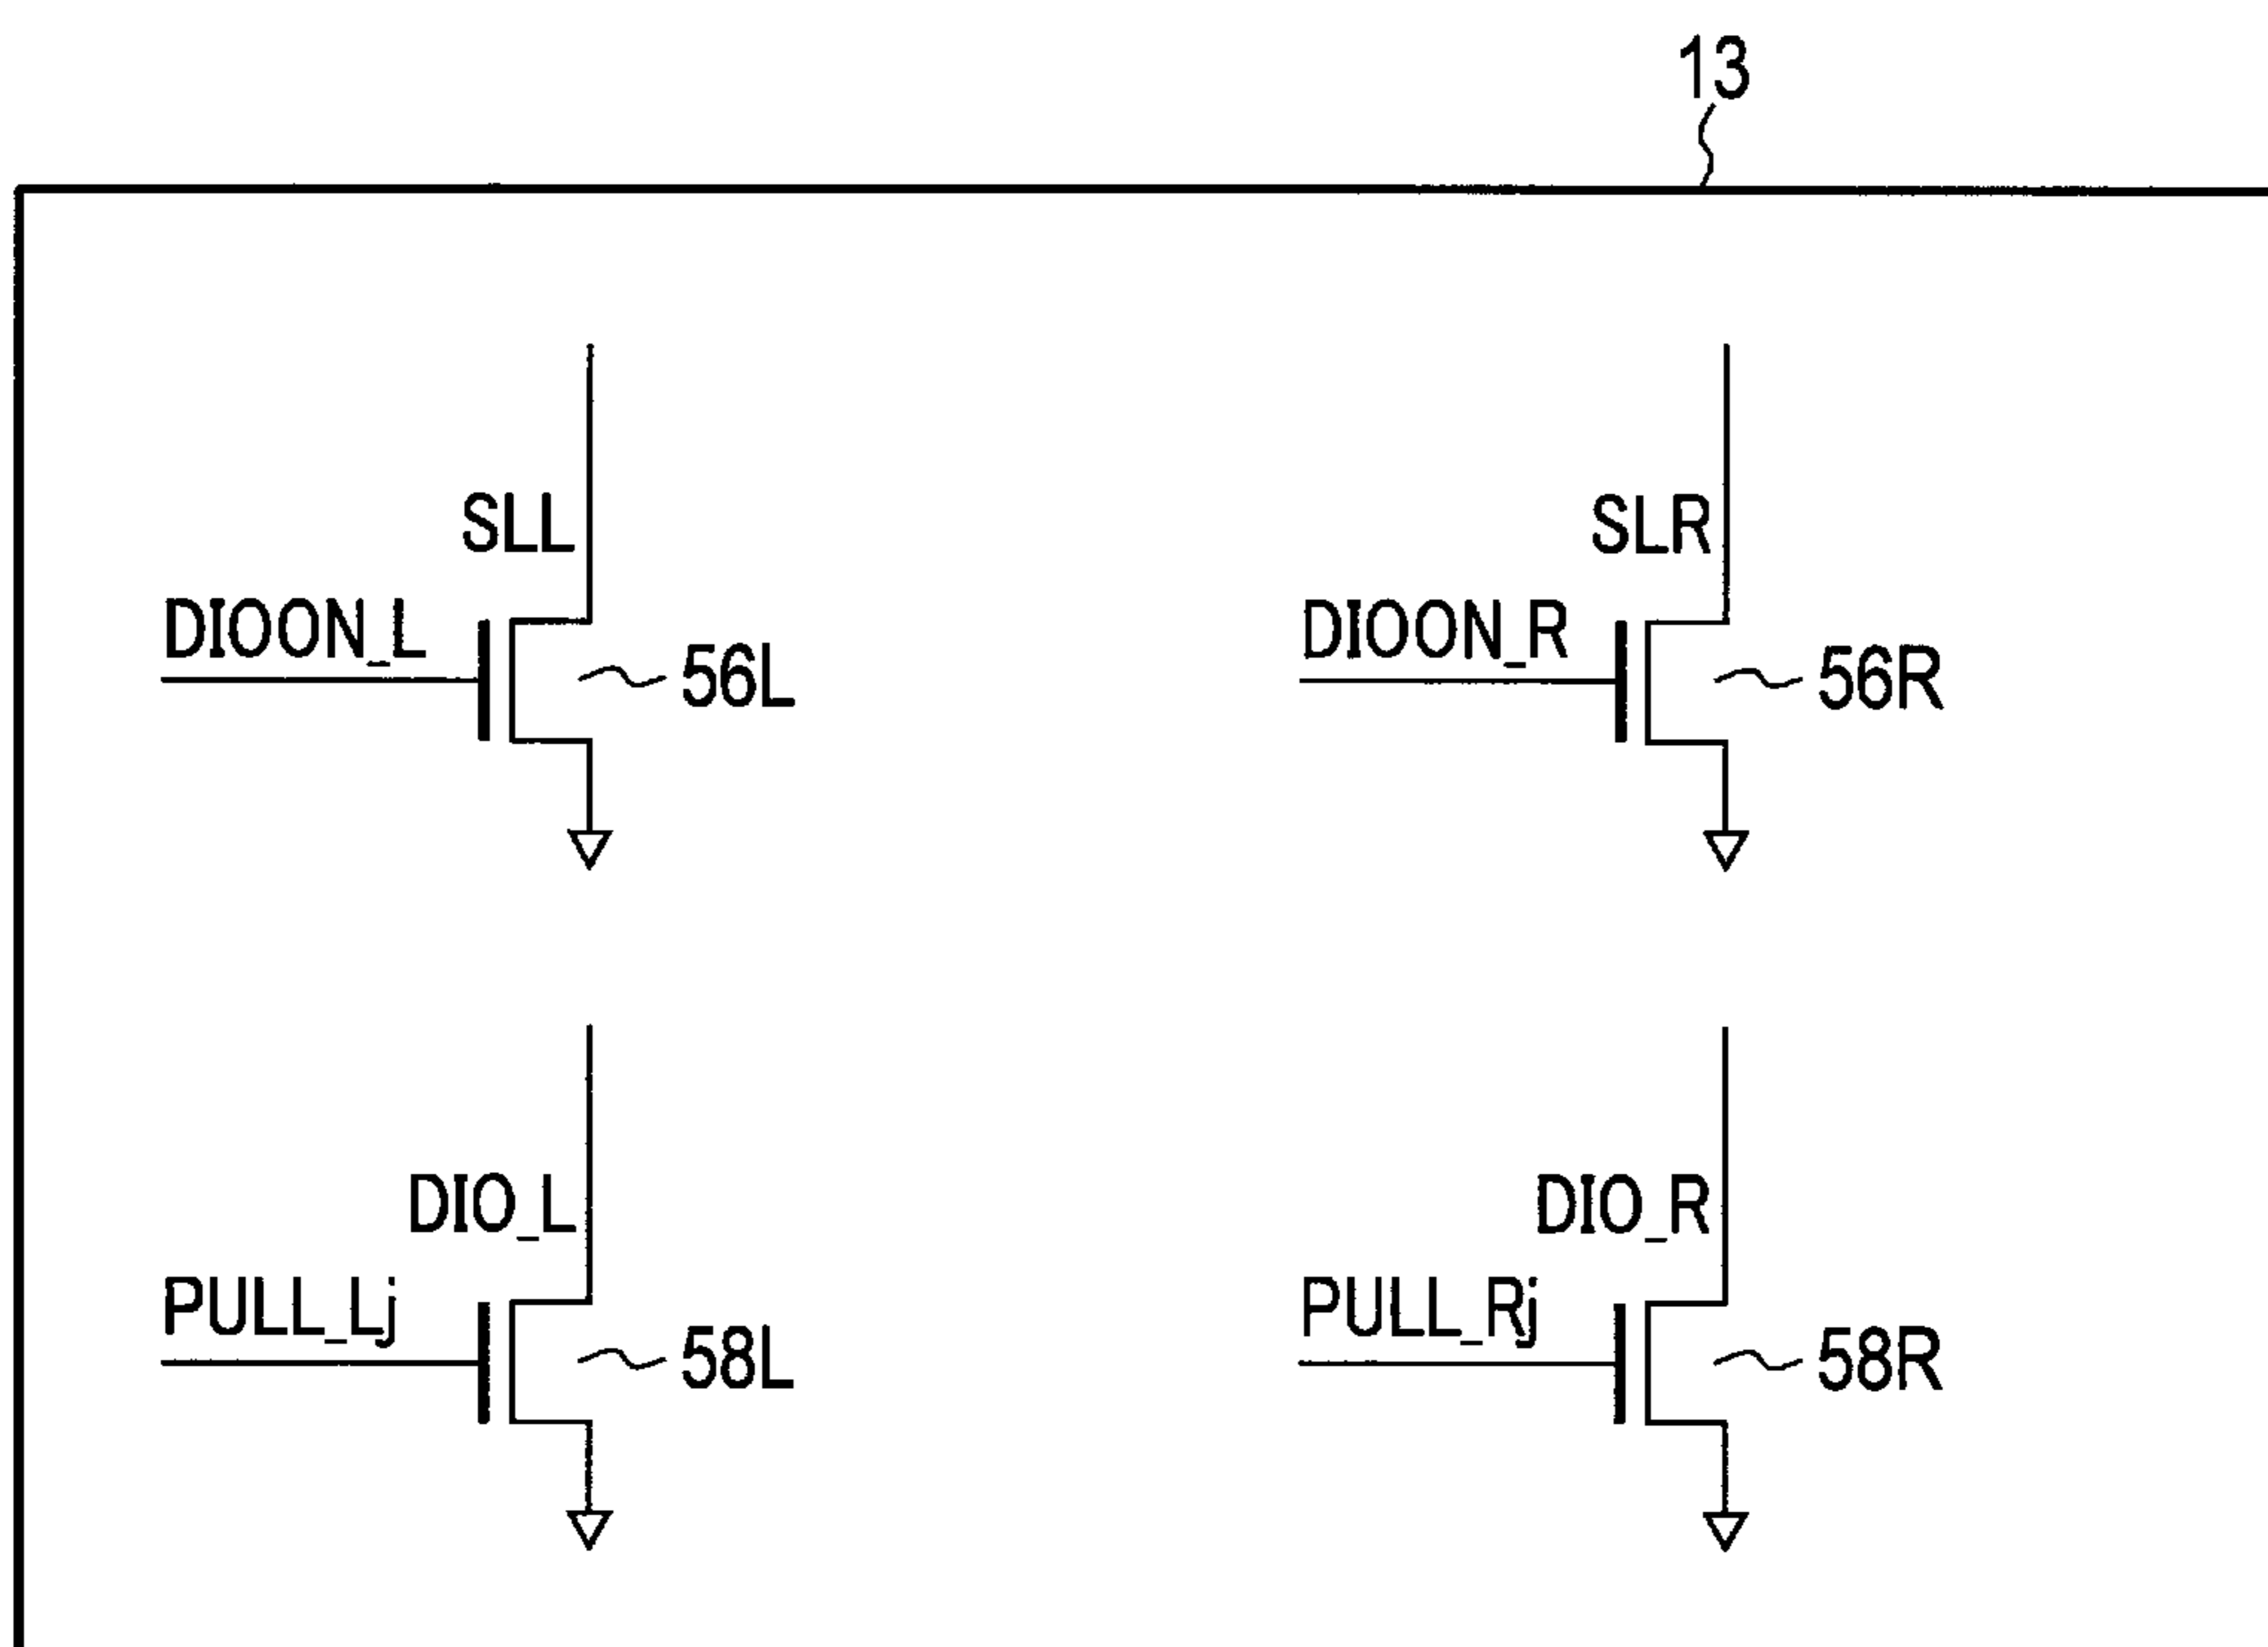 13
SLL
SLR
DIOON_L
DIOON_R
56L
56R
DIO_L
DIO_R
PULL_Lj
PULL_Rj
58L
58R